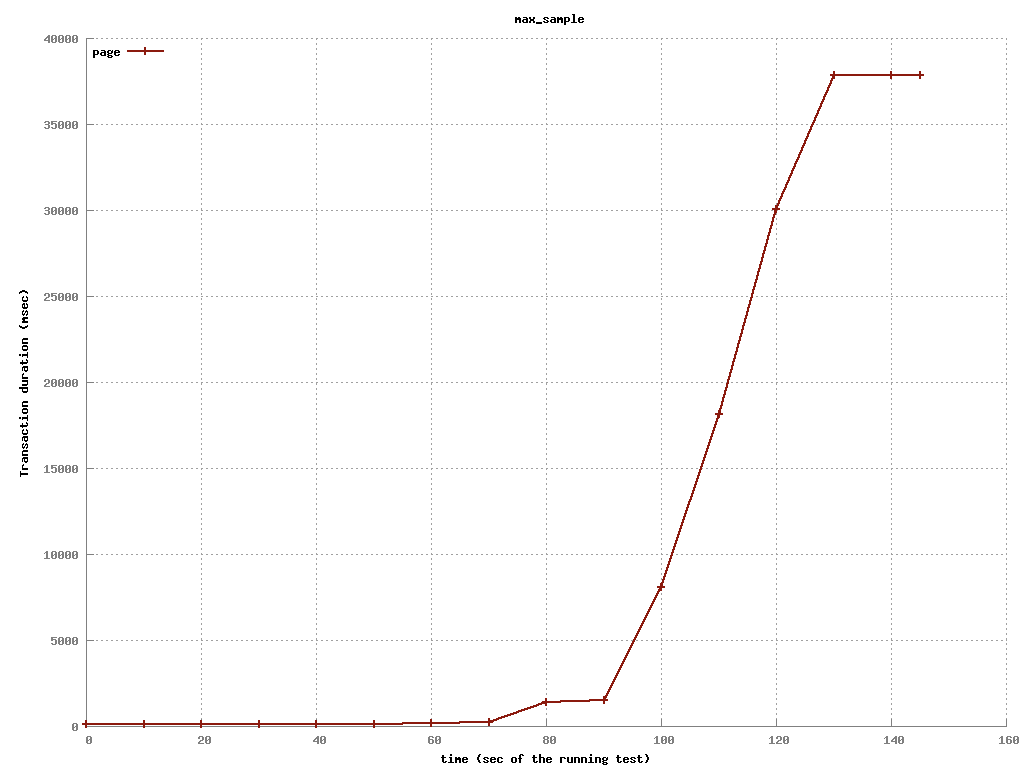 max_sample
page
40000
35000
30000
25000
20000
15000
10000
5000
0
Transaction duration (msec)
0 20 40 60 80 100 120 140 160
time (sec of the running test)